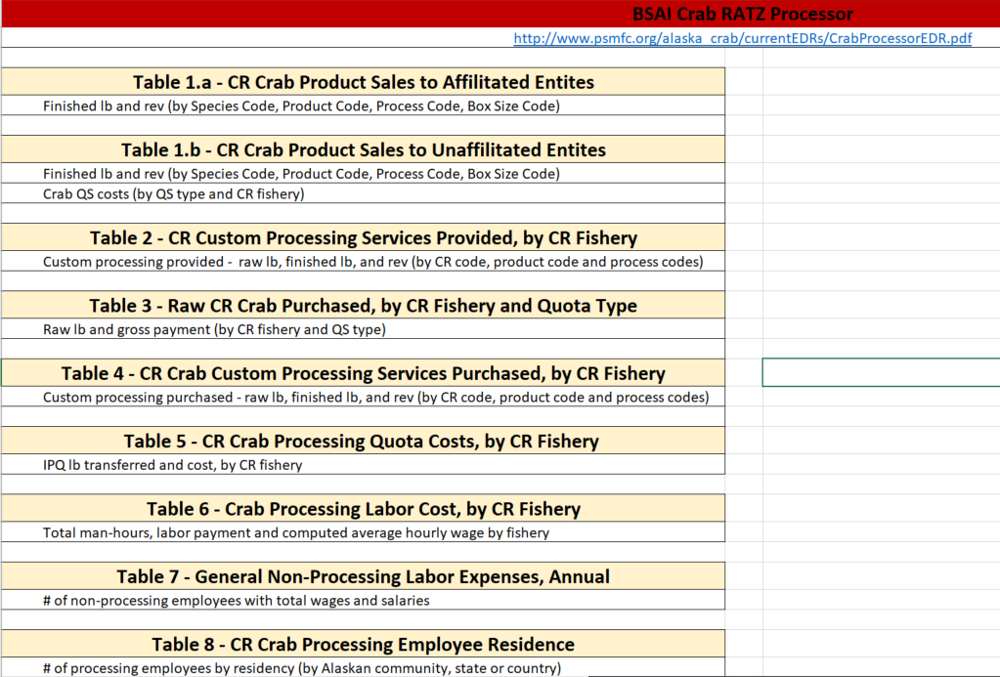 BSAI Crab RATZ Processor
http://www.psmfc.org/alaska_crab/currentEDRs/CrabProcessorEDR.pdf
Table 1.a - CR Crab Product Sales to Affilitated Entites
Finished lb and rev (by Species Code, Product Code, Process Code, Box Size Code)
Table 1.b - CR Crab Product Sales to Unaffilitated Entites
Finished lb and rev (by Species Code, Product Code, Process Code, Box Size Code)
Crab QS costs (by QS type and CR fishery)
Table 2 - CR Custom Processing Services Provided, by CR Fishery
Custom processing provided - raw lb, finished lb, and rev (by CR code, product code and process codes)
Table 3 - Raw CR Crab Purchased, by CR Fishery and Quota Type
Raw lb and gross payment (by CR fishery and QS type)
Table 4 - CR Crab Custom Processing Services Purchased, by CR Fishery
Custom processing purchased - raw lb, finished lb, and rev (by CR code, product code and process codes)
Table 5 - CR Crab Processing Quota Costs, by CR Fishery
IPQ lb transferred and cost, by CR fishery
Table 6 - Crab Processing Labor Cost, by CR Fishery
Total man-hours, labor payment and computed average hourly wage by fishery
Table 7 - General Non-Processing Labor Expenses, Annual
# of non-processing employees with total wages and salaries
Table 8 - CR Crab Processing Employee Residence
# of processing employees by residency (by Alaskan community, state or country)